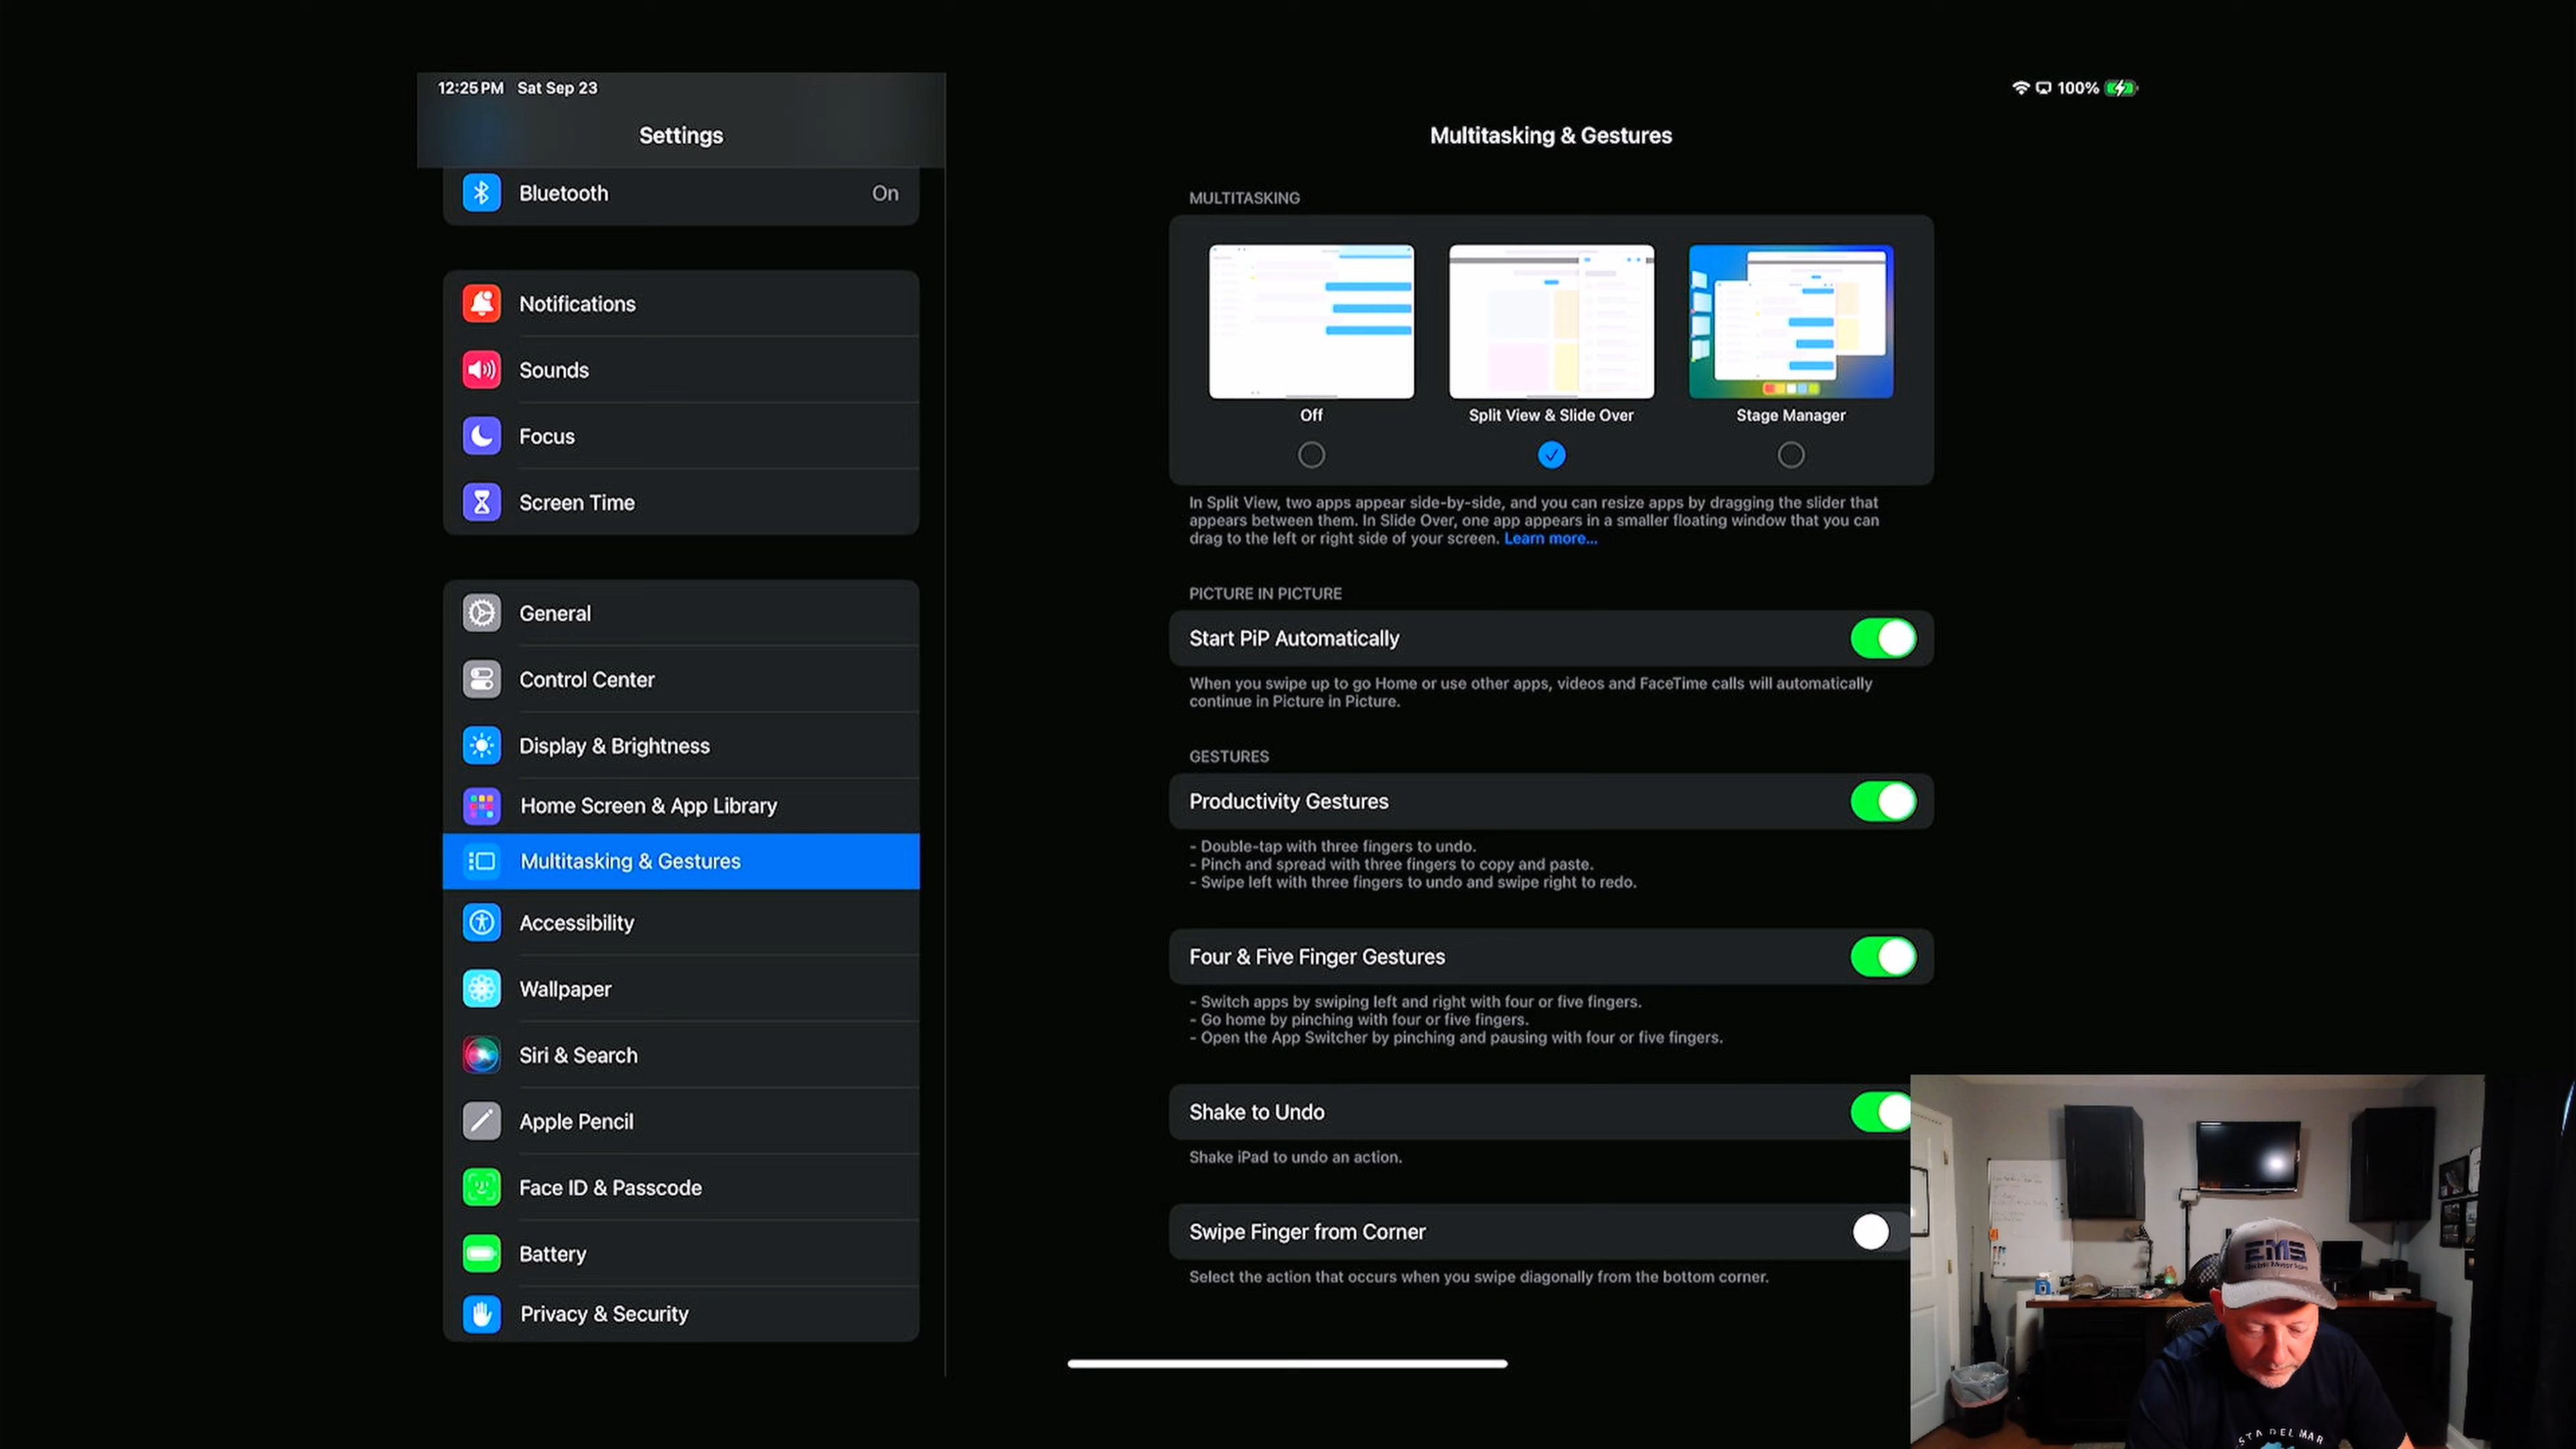 12:25 PM Sat Sep 23
100%
Settings
Bluetooth On
Notifications
Sounds
Focus
Screen Time
General
Control Center
Display & Brightness
Home Screen & App Library
Multitasking & Gestures
Accessibility
Wallpaper
Siri & Search
Apple Pencil
Face ID & Passcode
Battery
Privacy & Security
Multitasking & Gestures
MULTITASKING
Off
Split View & Slide Over
Stage Manager
In Split View, two apps appear side-by-side, and you can resize apps by dragging the slider that
appears between them. In Slide Over, one app appears in a smaller floating window that you can
drag to the left or right side of your screen. Learn more...
PICTURE IN PICTURE
Start PiP Automatically
When you swipe up to go Home or use other apps, videos and FaceTime calls will automatically
continue in Picture in Picture.
GESTURES
Productivity Gestures
- Double-tap with three fingers to undo.
- Pinch and spread with three fingers to copy and paste.
- Swipe left with three fingers to undo and swipe right to redo.
Four & Five Finger Gestures
- Switch apps by swiping left and right with four or five fingers.
- Go home by pinching with four or five fingers.
- Open the App Switcher by pinching and pausing with four or five fingers.
Shake to Undo
Shake iPad to undo an action.
Swipe Finger from Corner
Select the action that occurs when you swipe diagonally from the bottom corner.
EMS
STA DEL MAR